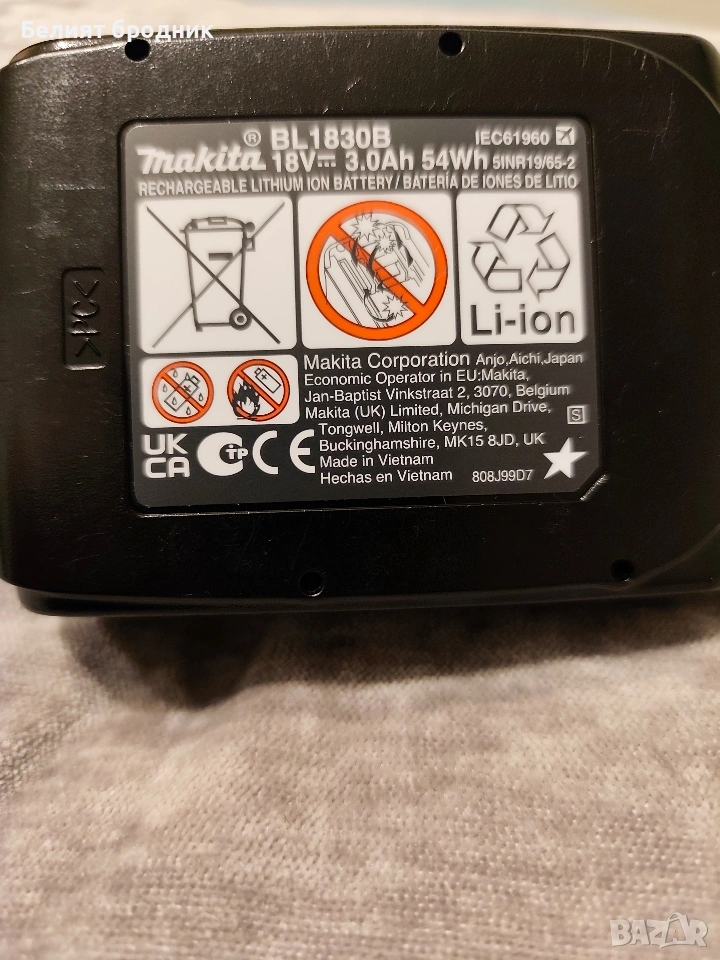 Белият бродник
makita ® BL1830B IEC61960
18V⎓ 3.0Ah 54Wh 5INR19/65-2
RECHARGEABLE LITHIUM ION BATTERY/BATERÍA DE IONES DE LITIO
>PC<
Li-ion
Makita Corporation Anjo,Aichi,Japan
Economic Operator in EU:Makita,
Jan-Baptist Vinkstraat 2, 3070, Belgium
Makita (UK) Limited, Michigan Drive,
Tongwell, Milton Keynes,
Buckinghamshire, MK15 8JD, UK
Made in Vietnam
Hechas en Vietnam 808J99D7
S
UK
CA
TP CE
BAZAR